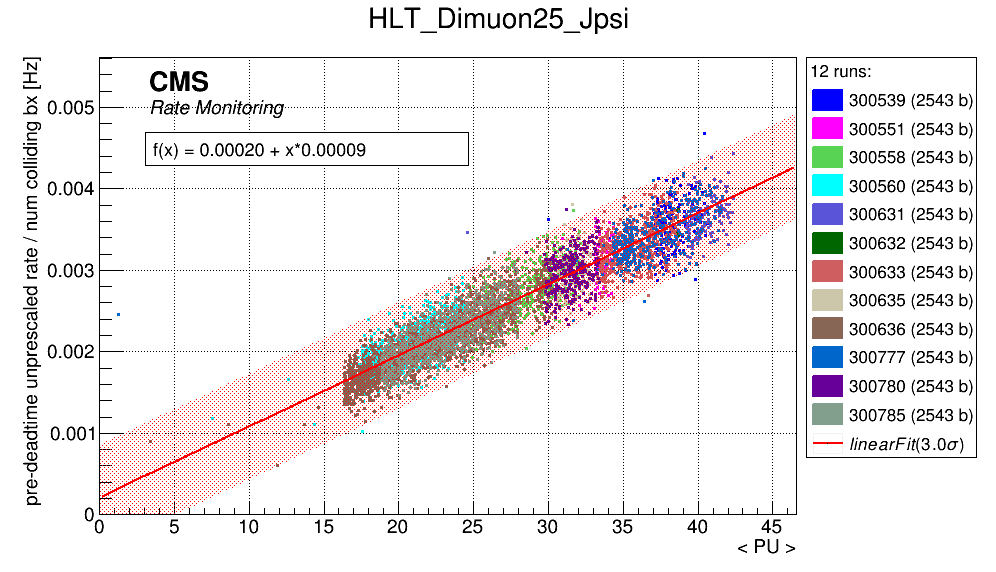 HLT_Dimuon25_Jpsi
pre-deadtime unprescaled rate / num colliding bx [Hz]
CMS
Rate Monitoring
f(x) = 0.00020 + x*0.00009
0.005
0.004
0.003
0.002
0.001
0
0 5 10 15 20 25 30 35 40 45
< PU >
12 runs:
300539 (2543 b)
300551 (2543 b)
300558 (2543 b)
300560 (2543 b)
300631 (2543 b)
300632 (2543 b)
300633 (2543 b)
300635 (2543 b)
300636 (2543 b)
300777 (2543 b)
300780 (2543 b)
300785 (2543 b)
linearFit(3.0σ)